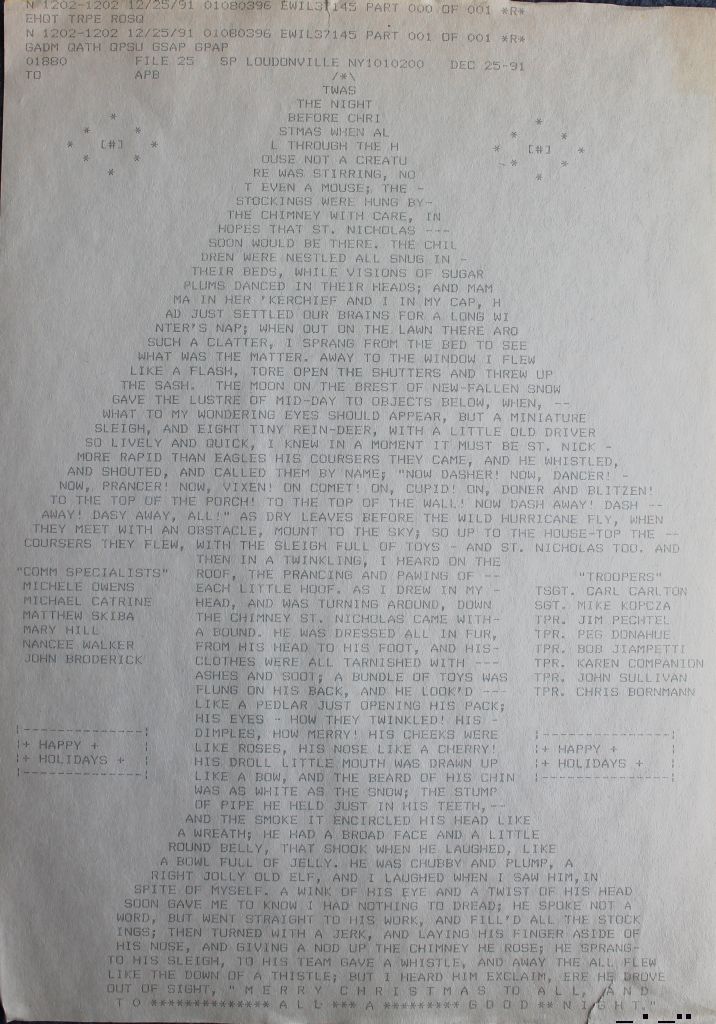 N 1202-1202 12/25/91 01080396 EWIL37145 PART 000 OF 001 *R*
EHOT TRPE ROSQ
N 1202-1202 12/25/91 01080396 EWIL37145 PART 001 OF 001 *R*
GADM QATH QPSU GSAP GPAP
01880 FILE 25 SP LOUDONVILLE NY1010200 DEC 25-91
TO APB /*\
TWAS
THE NIGHT
BEFORE CHRI
STMAS WHEN AL
L THROUGH THE H
OUSE NOT A CREATU
RE WAS STIRRING, NO
T EVEN A MOUSE; THE -
STOCKINGS WERE HUNG BY-
THE CHIMNEY WITH CARE, IN
HOPES THAT ST. NICHOLAS ---
SOON WOULD BE THERE. THE CHIL
DREN WERE NESTLED ALL SNUG IN -
THEIR BEDS, WHILE VISIONS OF SUGAR
PLUMS DANCED IN THEIR HEADS; AND MAM
MA IN HER 'KERCHIEF AND I IN MY CAP, H
AD JUST SETTLED OUR BRAINS FOR A LONG WI
NTER'S NAP; WHEN OUT ON THE LAWN THERE ARO
SUCH A CLATTER, I SPRANG FROM THE BED TO SEE
WHAT WAS THE MATTER. AWAY TO THE WINDOW I FLEW
LIKE A FLASH, TORE OPEN THE SHUTTERS AND THREW UP
THE SASH. THE MOON ON THE BREST OF NEW-FALLEN SNOW
GAVE THE LUSTRE OF MID-DAY TO OBJECTS BELOW, WHEN, --
WHAT TO MY WONDERING EYES SHOULD APPEAR, BUT A MINIATURE
SLEIGH, AND EIGHT TINY REIN-DEER, WITH A LITTLE OLD DRIVER
SO LIVELY AND QUICK, I KNEW IN A MOMENT IT MUST BE ST. NICK -
MORE RAPID THAN EAGLES HIS COURSERS THEY CAME, AND HE WHISTLED,
AND SHOUTED, AND CALLED THEM BY NAME; "NOW DASHER! NOW, DANCER! -
NOW, PRANCER! NOW, VIXEN! ON COMET! ON, CUPID! ON, DONER AND BLITZEN!
TO THE TOP OF THE PORCH! TO THE TOP OF THE WALL! NOW DASH AWAY! DASH --
AWAY! DASY AWAY, ALL!" AS DRY LEAVES BEFORE THE WILD HURRICANE FLY, WHEN
THEY MEET WITH AN OBSTACLE, MOUNT TO THE SKY; SO UP TO THE HOUSE-TOP THE --
COURSERS THEY FLEW, WITH THE SLEIGH FULL OF TOYS - AND ST. NICHOLAS TOO. AND
THEN IN A TWINKLING, I HEARD ON THE
ROOF, THE PRANCING AND PAWING OF --
EACH LITTLE HOOF. AS I DREW IN MY -
HEAD, AND WAS TURNING AROUND, DOWN
THE CHIMNEY ST. NICHOLAS CAME WITH-
A BOUND. HE WAS DRESSED ALL IN FUR,
FROM HIS HEAD TO HIS FOOT, AND HIS-
CLOTHES WERE ALL TARNISHED WITH ---
ASHES AND SOOT; A BUNDLE OF TOYS WAS
FLUNG ON HIS BACK, AND HE LOOK'D ---
LIKE A PEDLAR JUST OPENING HIS PACK;
HIS EYES - HOW THEY TWINKLED! HIS -
DIMPLES, HOW MERRY! HIS CHEEKS WERE
LIKE ROSES, HIS NOSE LIKE A CHERRY!
HIS DROLL LITTLE MOUTH WAS DRAWN UP
LIKE A BOW, AND THE BEARD OF HIS CHIN
WAS AS WHITE AS THE SNOW; THE STUMP
OF PIPE HE HELD JUST IN HIS TEETH,--
AND THE SMOKE IT ENCIRCLED HIS HEAD LIKE
A WREATH; HE HAD A BROAD FACE AND A LITTLE
ROUND BELLY, THAT SHOOK WHEN HE LAUGHED, LIKE
A BOWL FULL OF JELLY. HE WAS CHUBBY AND PLUMP, A
RIGHT JOLLY OLD ELF, AND I LAUGHED WHEN I SAW HIM,IN
SPITE OF MYSELF. A WINK OF HIS EYE AND A TWIST OF HIS HEAD
SOON GAVE ME TO KNOW I HAD NOTHING TO DREAD; HE SPOKE NOT A
WORD, BUT WENT STRAIGHT TO HIS WORK, AND FILL'D ALL THE STOCK
INGS; THEN TURNED WITH A JERK, AND LAYING HIS FINGER ASIDE OF
HIS NOSE, AND GIVING A NOD UP THE CHIMNEY HE ROSE; HE SPRANG-
TO HIS SLEIGH, TO HIS TEAM GAVE A WHISTLE, AND AWAY THE ALL FLEW
LIKE THE DOWN OF A THISTLE; BUT I HEARD HIM EXCLAIM, ERE HE DROVE
OUT OF SIGHT, " M E R R Y C H R I S T M A S TO A L L, A N D
T O ************* A L L *** A ********* G O O D ** N I G H T."
"COMM SPECIALISTS"
MICHELE OWENS
MICHAEL CATRINE
MATTHEW SKIBA
MARY HILL
NANCEE WALKER
JOHN BRODERICK
+ HAPPY +
+ HOLIDAYS +
"TROOPERS"
TSGT. CARL CARLTON
SGT. MIKE KOPCZA
TPR. JIM PECHTEL
TPR. PEG DONAHUE
TPR. BOB JIAMPETTI
TPR. KAREN COMPANION
TPR. JOHN SULLIVAN
TPR. CHRIS BORNMANN
+ HAPPY +
+ HOLIDAYS +